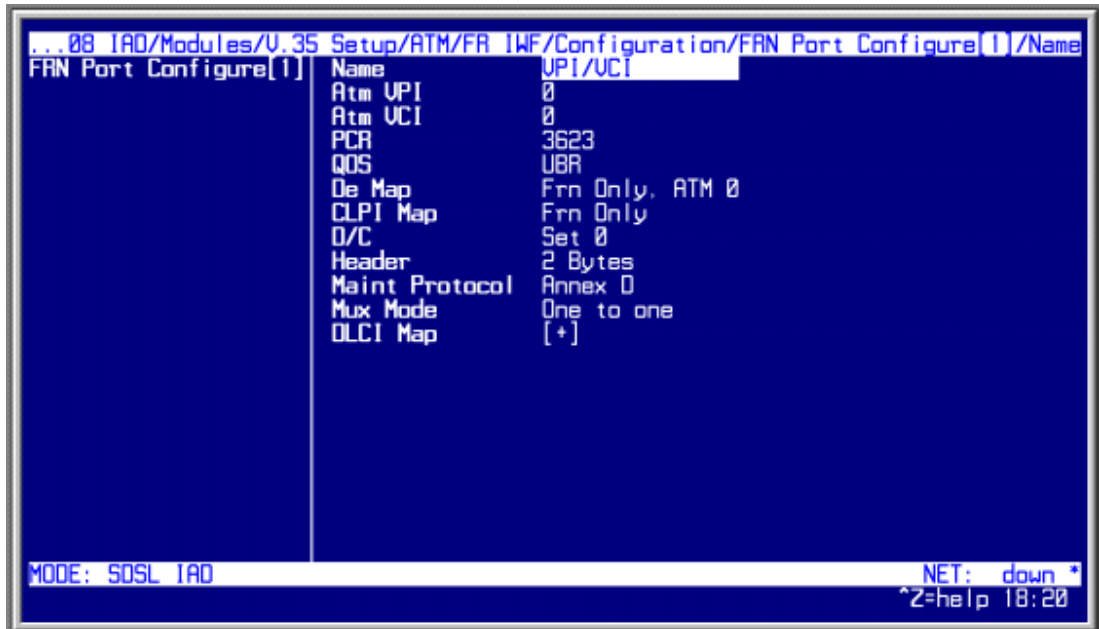 ...08 IAD/Modules/V.35 Setup/ATM/FR IWF/Configuration/FRN Port Configure[1]/Name
FRN Port Configure[1] Name VPI/VCI
Atm VPI 0
Atm VCI 0
PCR 3623
QOS UBR
De Map Frn Only, ATM 0
CLPI Map Frn Only
D/C Set 0
Header 2 Bytes
Maint Protocol Annex D
Mux Mode One to one
DLCI Map [+]
MODE: SDSL IAD NET: down *
^Z=help 18:20